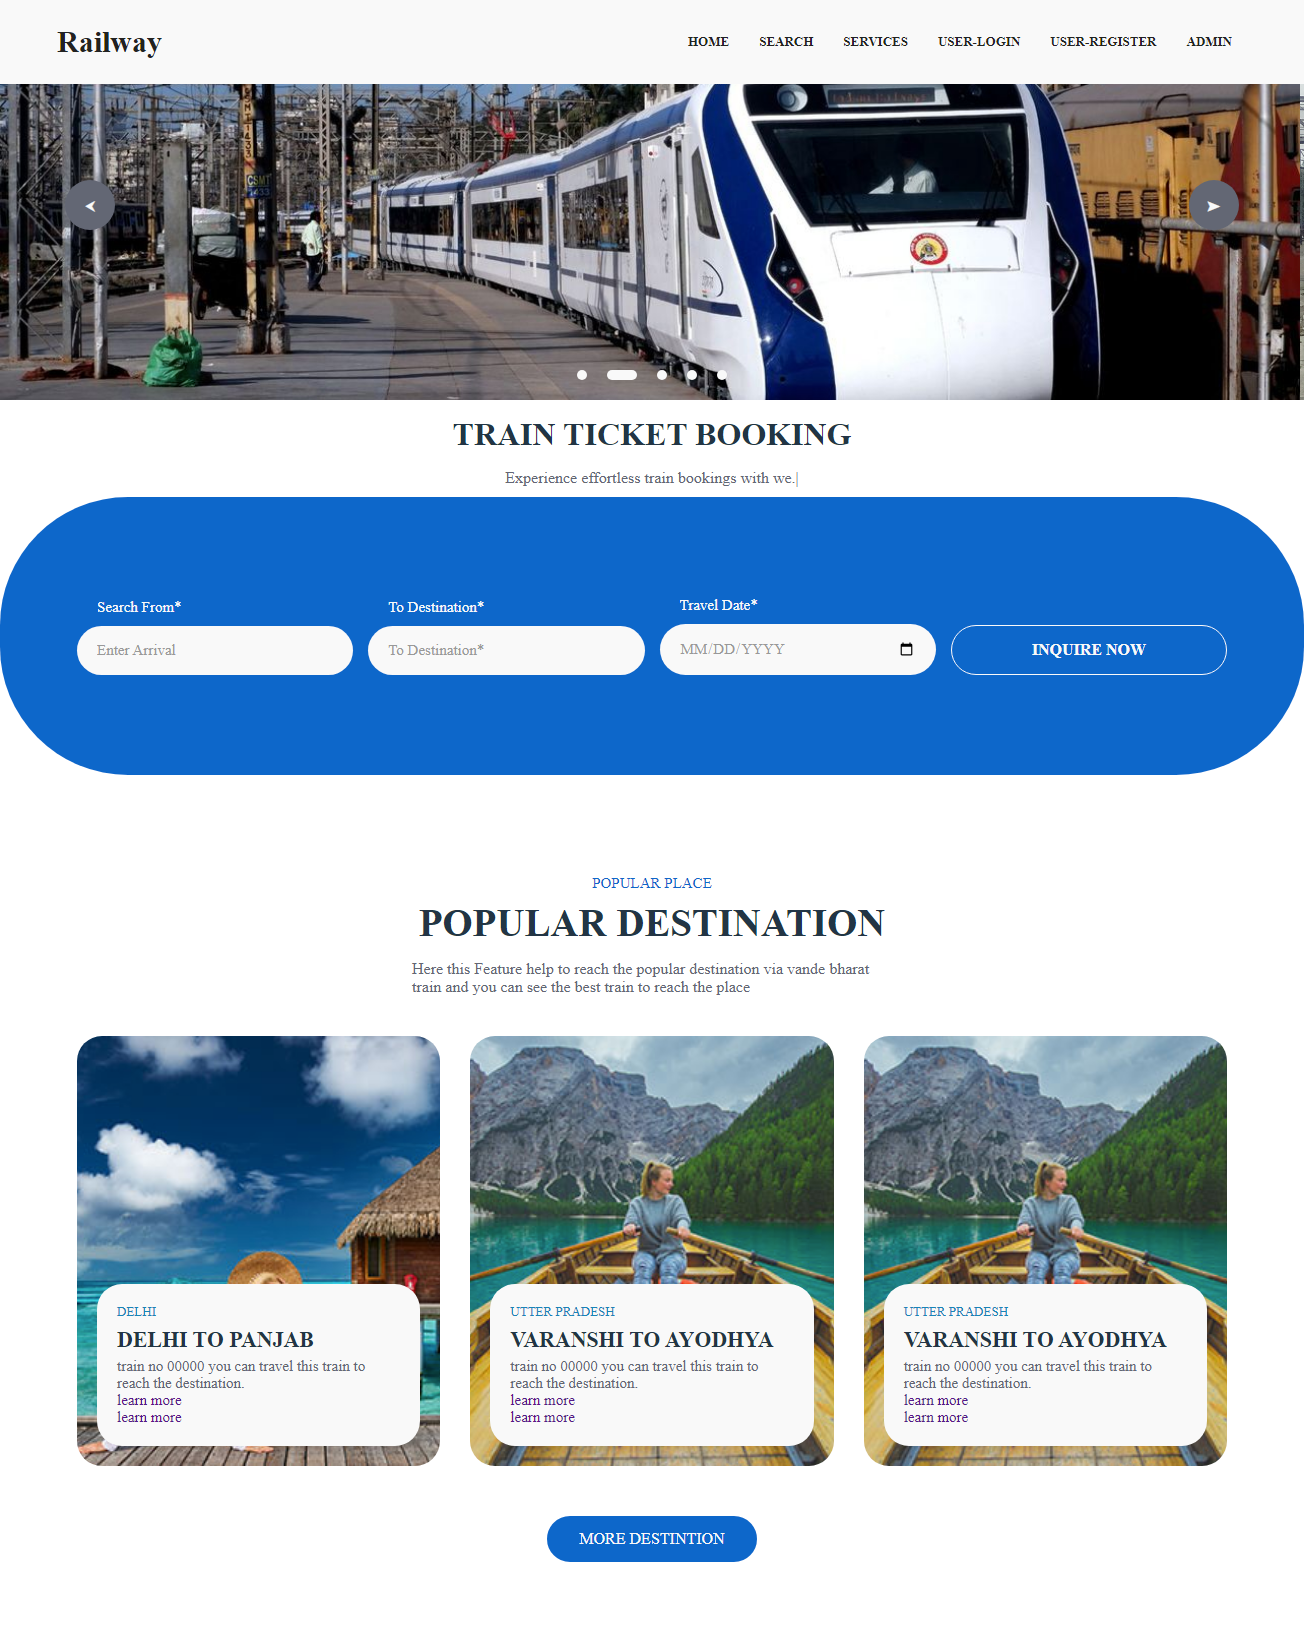 Railway
HOME SEARCH SERVICES USER-LOGIN USER-REGISTER ADMIN
CSMT
1433
TRAIN TICKET BOOKING
Experience effortless train bookings with we.|
Search From* To Destination* Travel Date*
Enter Arrival To Destination* MM/DD/YYYY INQUIRE NOW
POPULAR PLACE
POPULAR DESTINATION
Here this Feature help to reach the popular destination via vande bharat
train and you can see the best train to reach the place
DELHI
DELHI TO PANJAB
train no 00000 you can travel this train to
reach the destination.
learn more
learn more
UTTER PRADESH
VARANSHI TO AYODHYA
train no 00000 you can travel this train to
reach the destination.
learn more
learn more
UTTER PRADESH
VARANSHI TO AYODHYA
train no 00000 you can travel this train to
reach the destination.
learn more
learn more
MORE DESTINTION